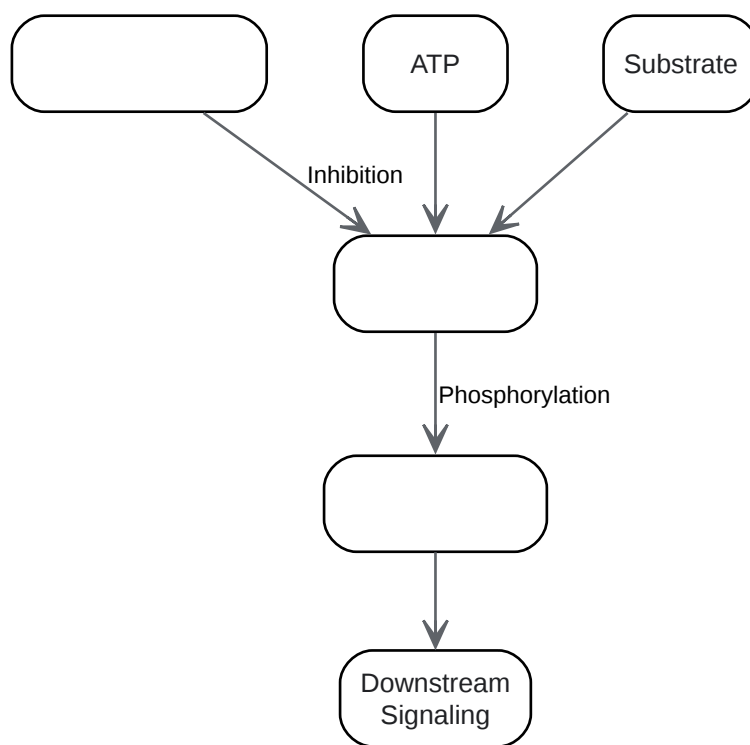 ATP
Substrate
Inhibition
Phosphorylation
Downstream
Signaling